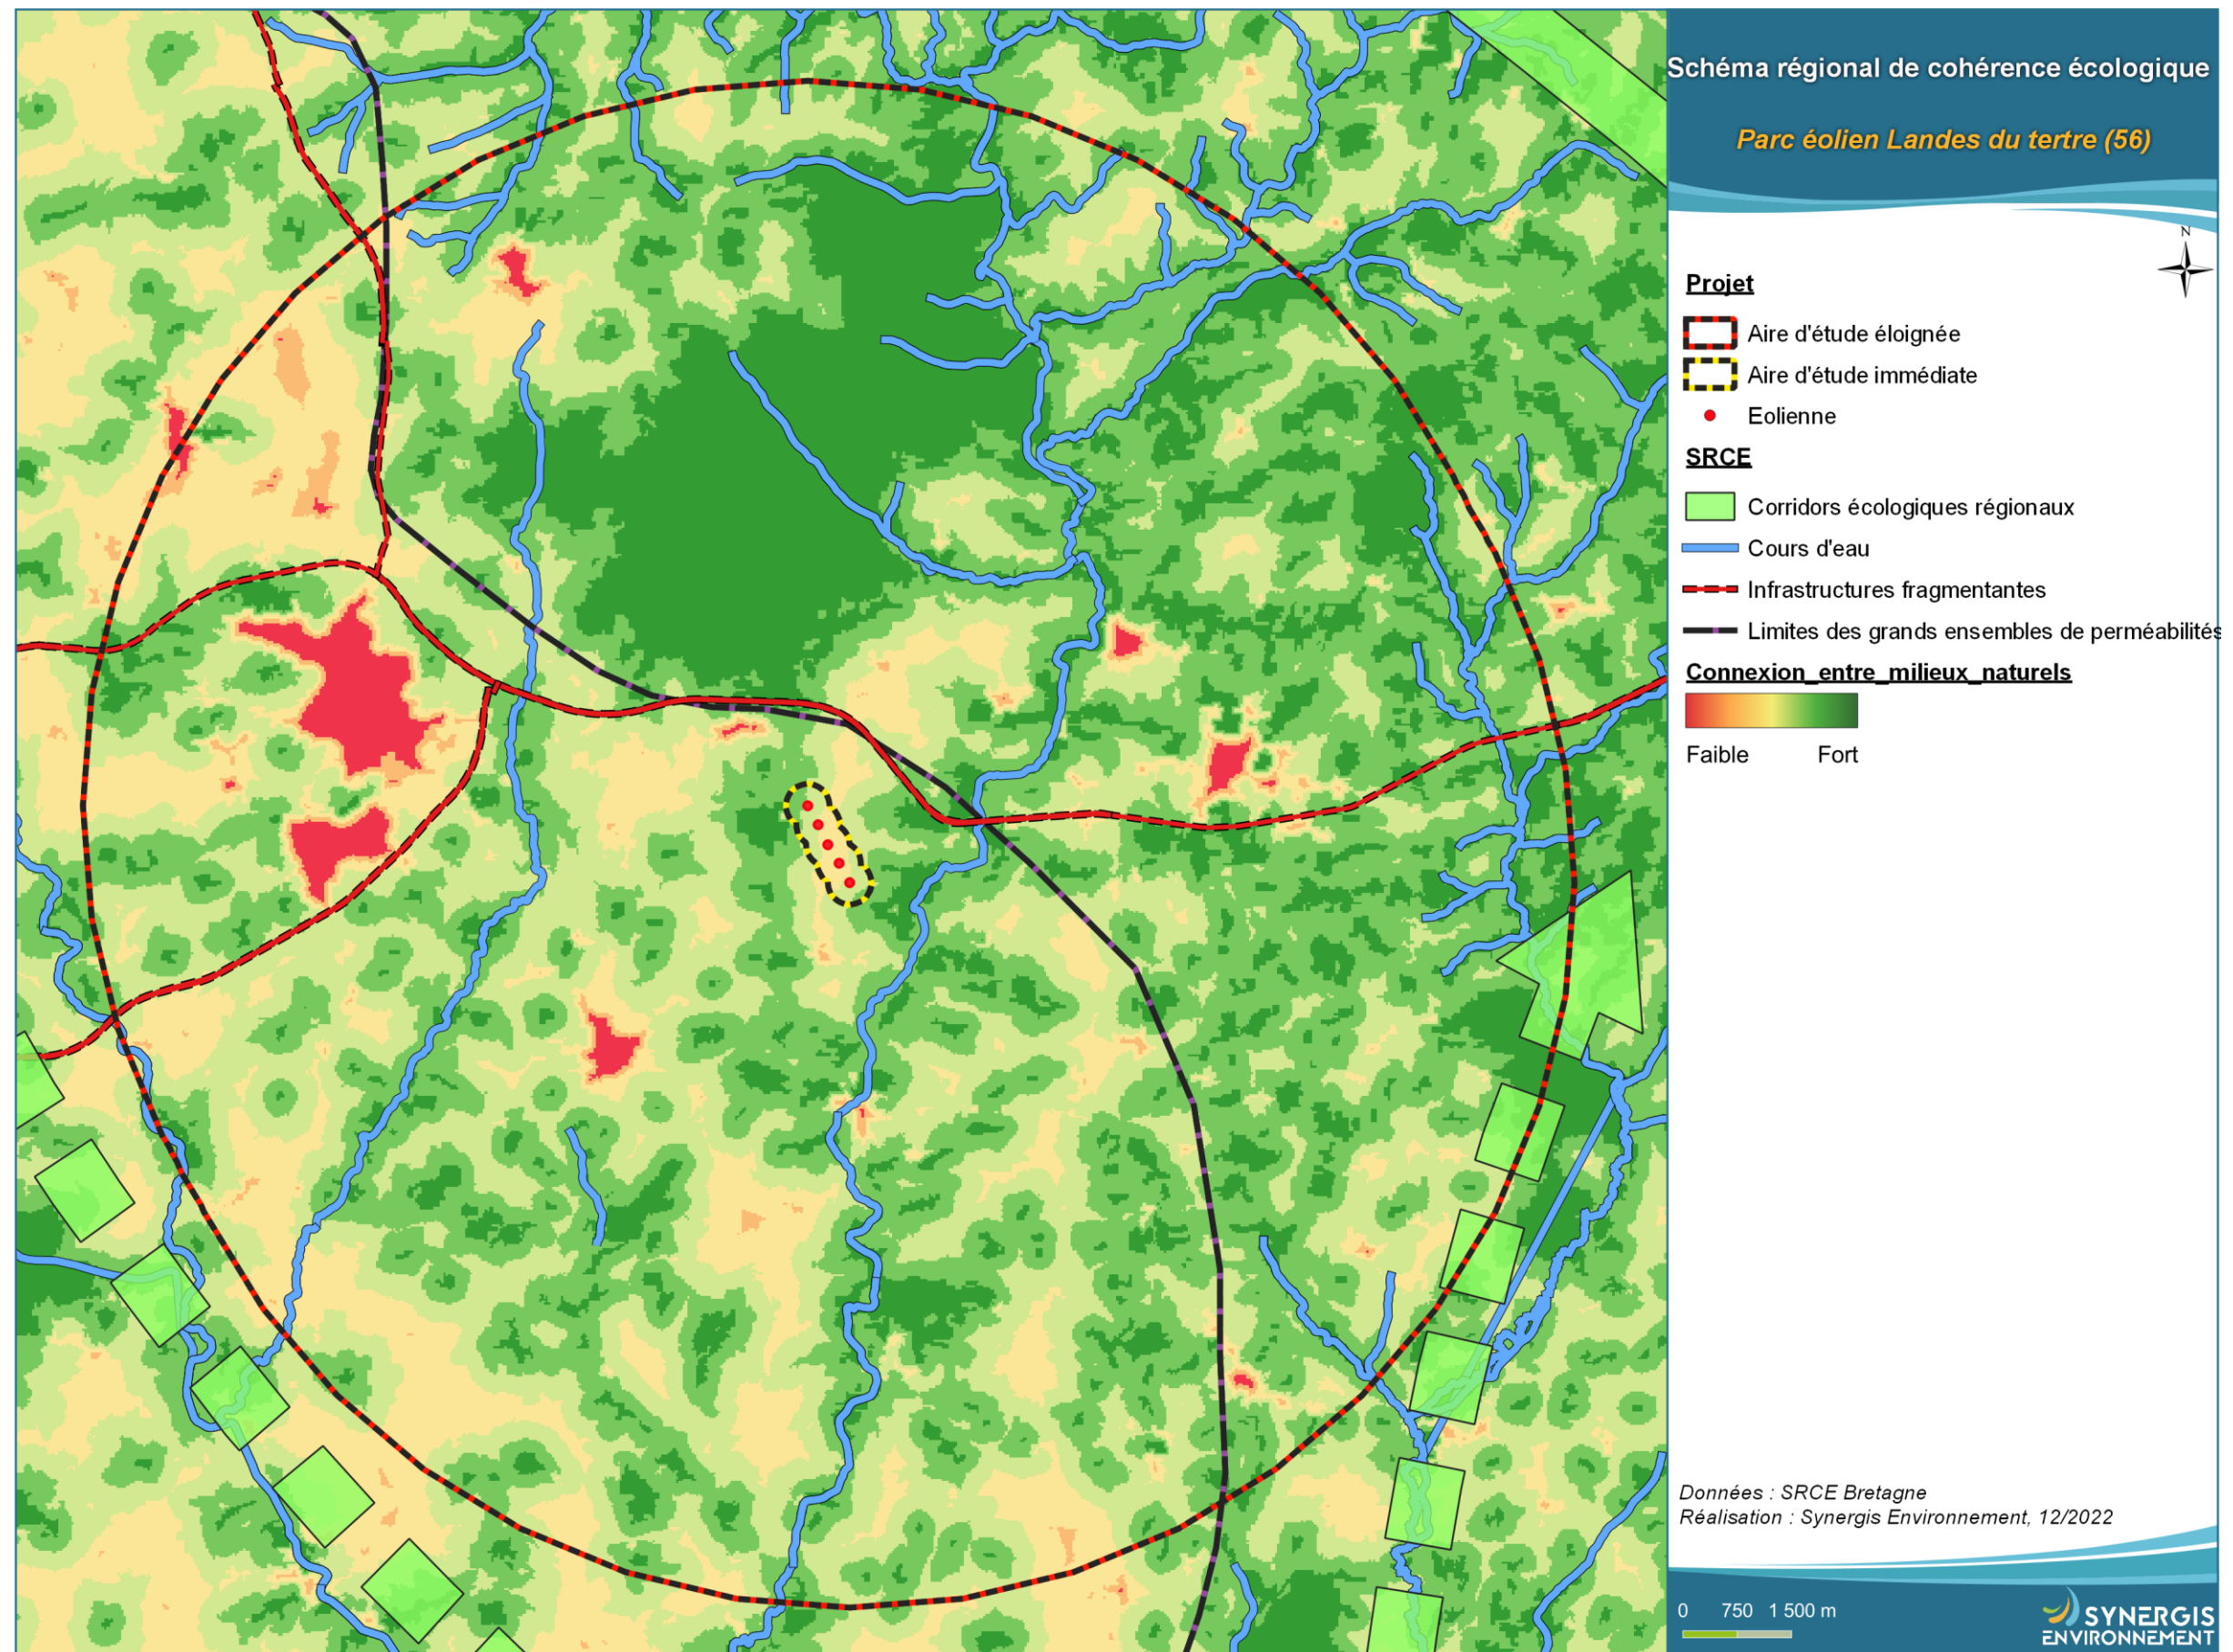 Schéma régional de cohérence écologique
Parc éolien Landes du tertre (56)
N
Projet
Aire d'étude éloignée
Aire d'étude immédiate
Eolienne
SRCE
Corridors écologiques régionaux
Cours d'eau
Infrastructures fragmentantes
Limites des grands ensembles de perméabilités
Connexion_entre_milieux_naturels
Faible Fort
Données : SRCE Bretagne
Réalisation : Synergis Environnement, 12/2022
0 750 1 500 m
SYNERGIS
ENVIRONNEMENT